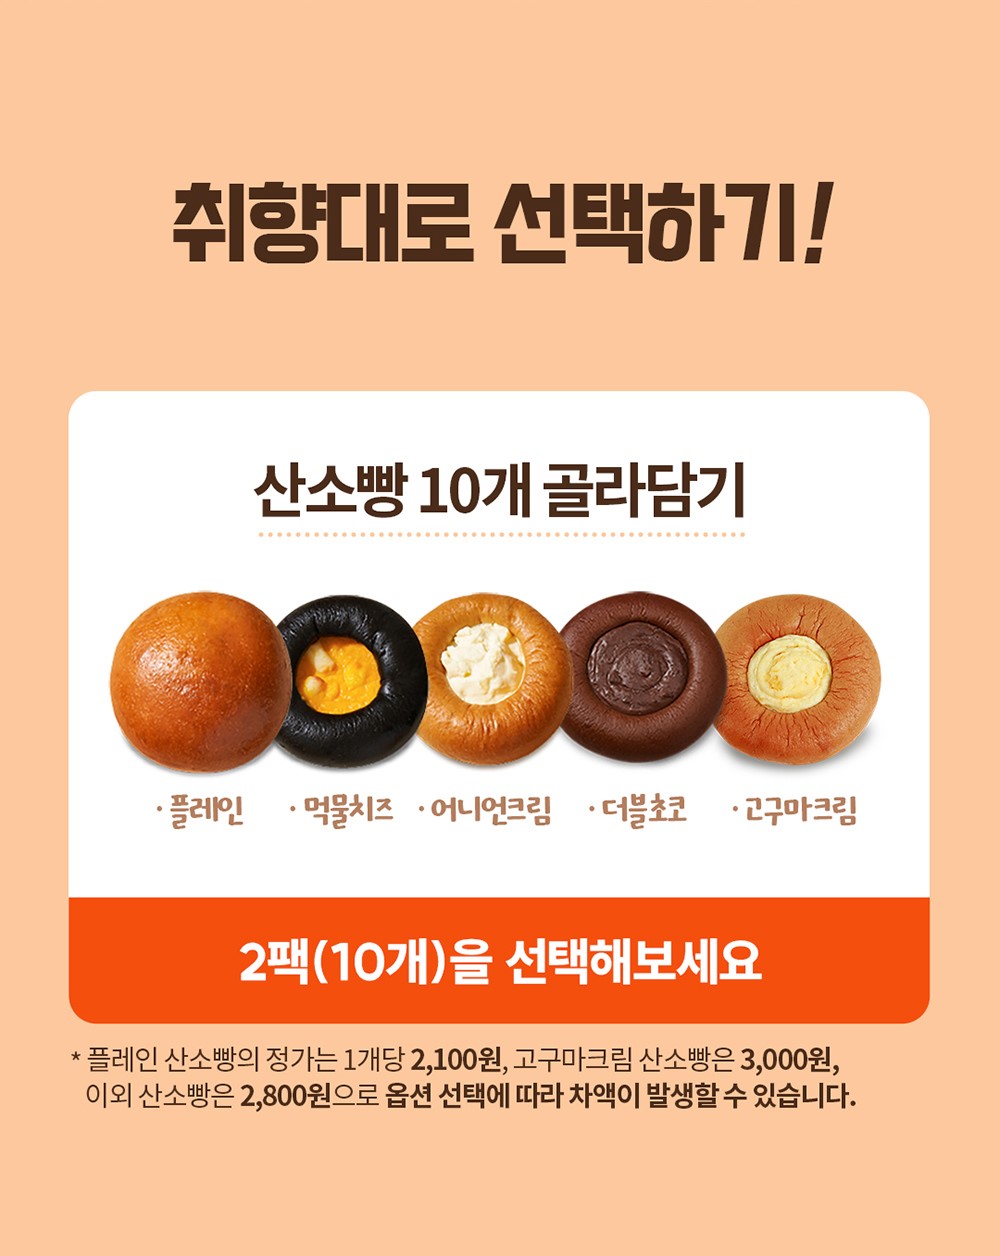 취향대로 선택하기!
산소빵 10개 골라담기
· 플레인 · 먹물치즈 · 어니언크림 · 더블초코 · 고구마크림
2팩(10개)을 선택해보세요
* 플레인 산소빵의 정가는 1개당 2,100원, 고구마크림 산소빵은 3,000원,
이외 산소빵은 2,800원으로 옵션 선택에 따라 차액이 발생할 수 있습니다.